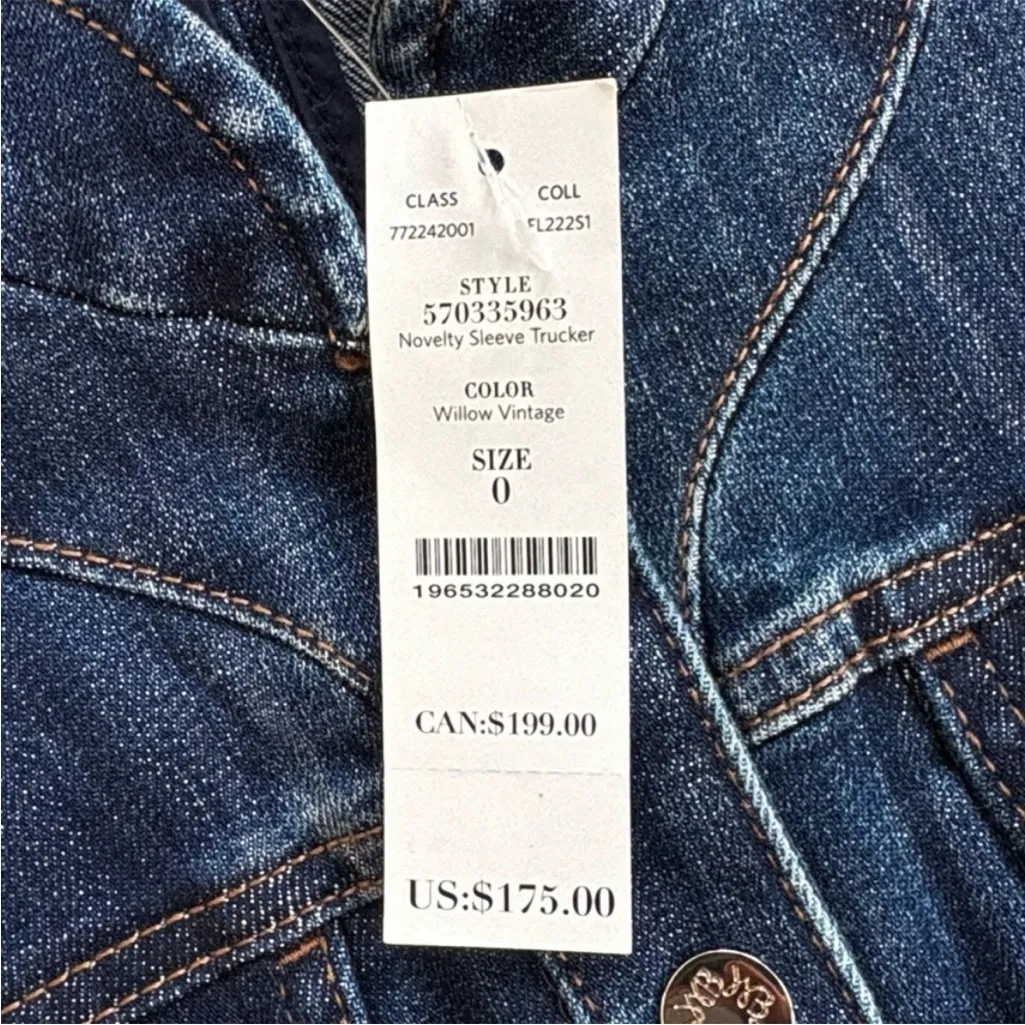 CLASS COLL
772242001 FL222S1
STYLE
570335963
Novelty Sleeve Trucker
COLOR
Willow Vintage
SIZE
0
196532288020
CAN:$199.00
US:$175.00